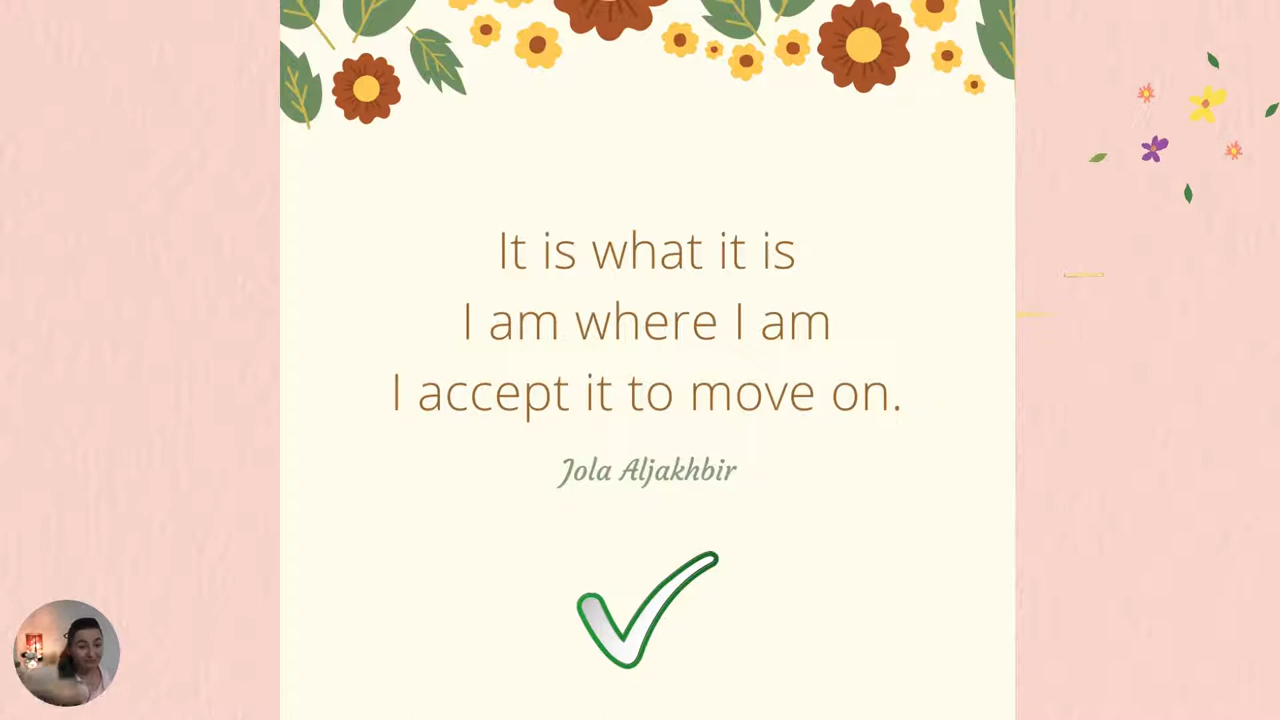 It is what it is
I am where I am
I accept it to move on.
Jola Aljakhbir